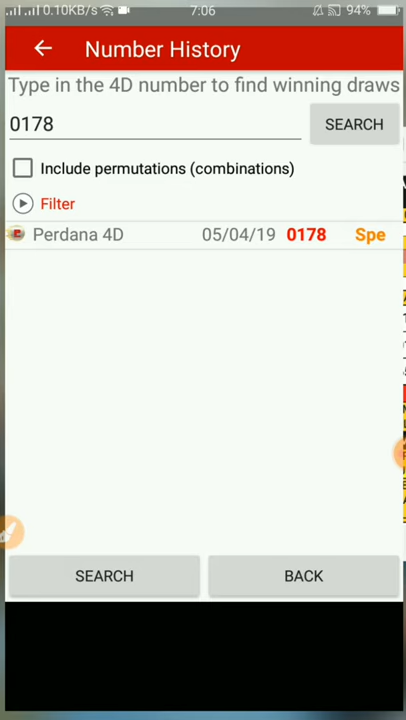 0.10KB/s 7:06 94%
Number History
Type in the 4D number to find winning draws
0178 SEARCH
Include permutations (combinations)
Filter
Perdana 4D 05/04/19 0178 Spe
SEARCH BACK